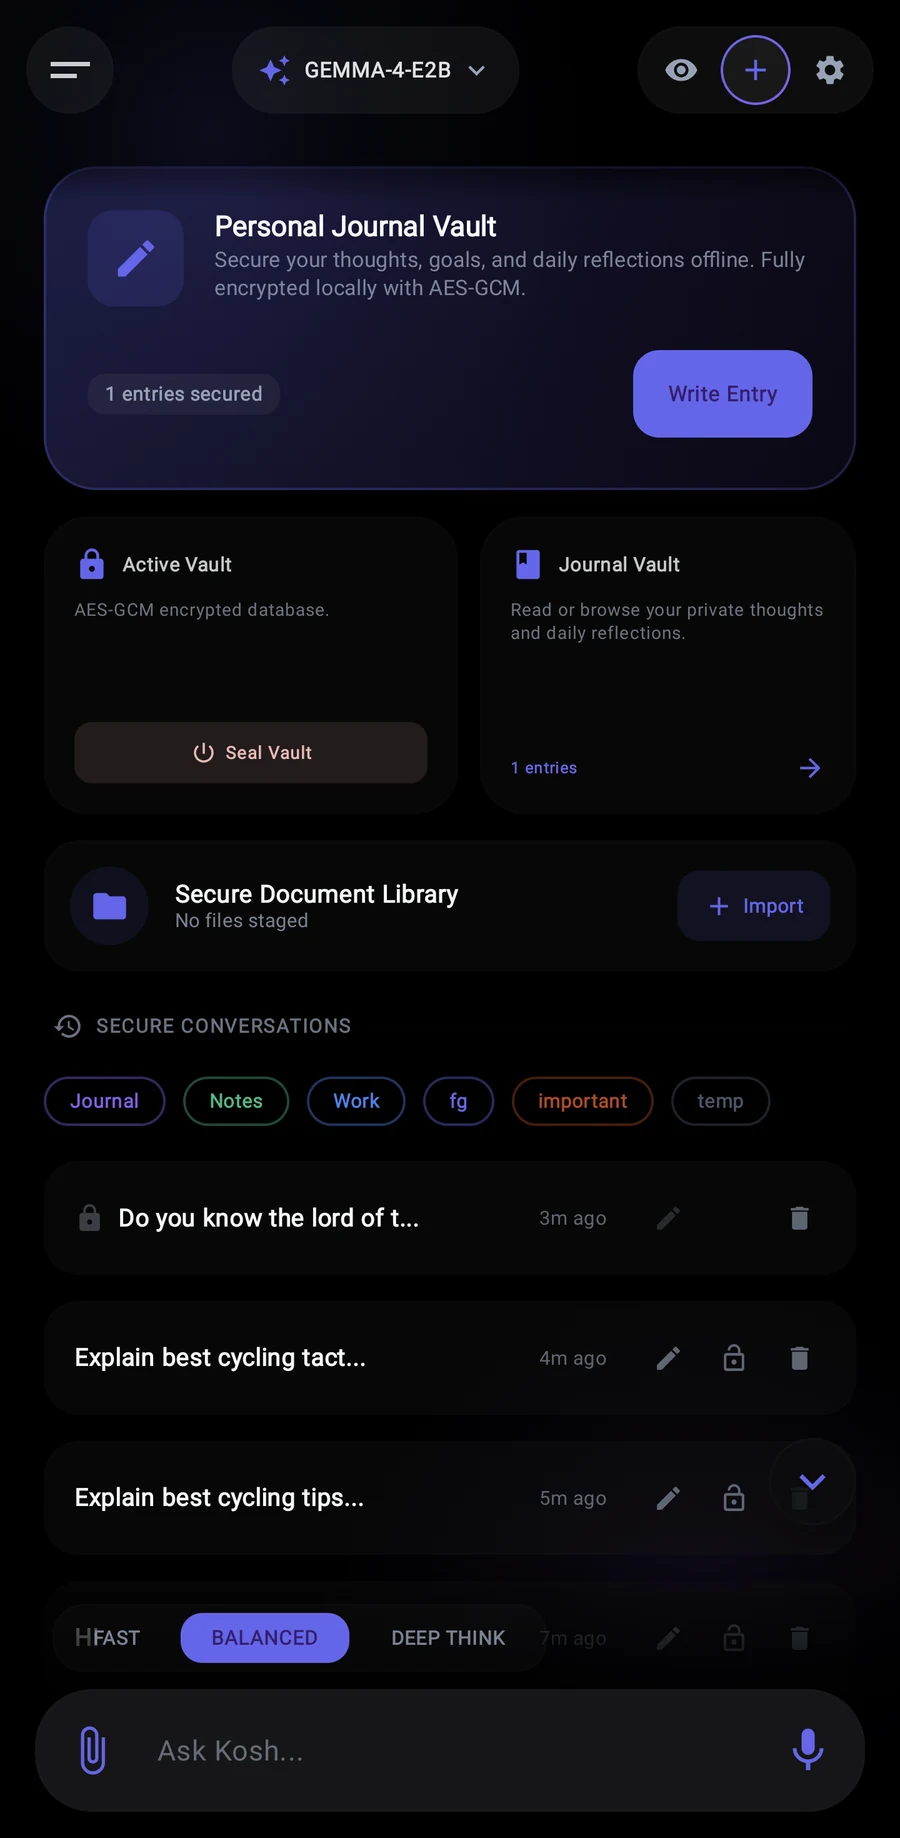 GEMMA-4-E2B
Personal Journal Vault
Secure your thoughts, goals, and daily reflections offline. Fully
encrypted locally with AES-GCM.
1 entries secured
Write Entry
Active Vault
AES-GCM encrypted database.
Seal Vault
Journal Vault
Read or browse your private thoughts
and daily reflections.
1 entries
Secure Document Library
No files staged
Import
SECURE CONVERSATIONS
Journal
Notes
Work
fg
important
temp
Do you know the lord of t...
3m ago
Explain best cycling tact...
4m ago
Explain best cycling tips...
5m ago
7m ago
FAST
BALANCED
DEEP THINK
Ask Kosh...